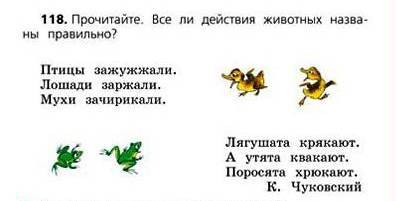 118. Прочитайте. Все ли действия животных назва-
ны правильно?
Птицы зажужжали.
Лошади заржали.
Мухи зачирикали.
Лягушата крякают.
А утята квакают.
Поросята хрюкают.
К. Чуковский